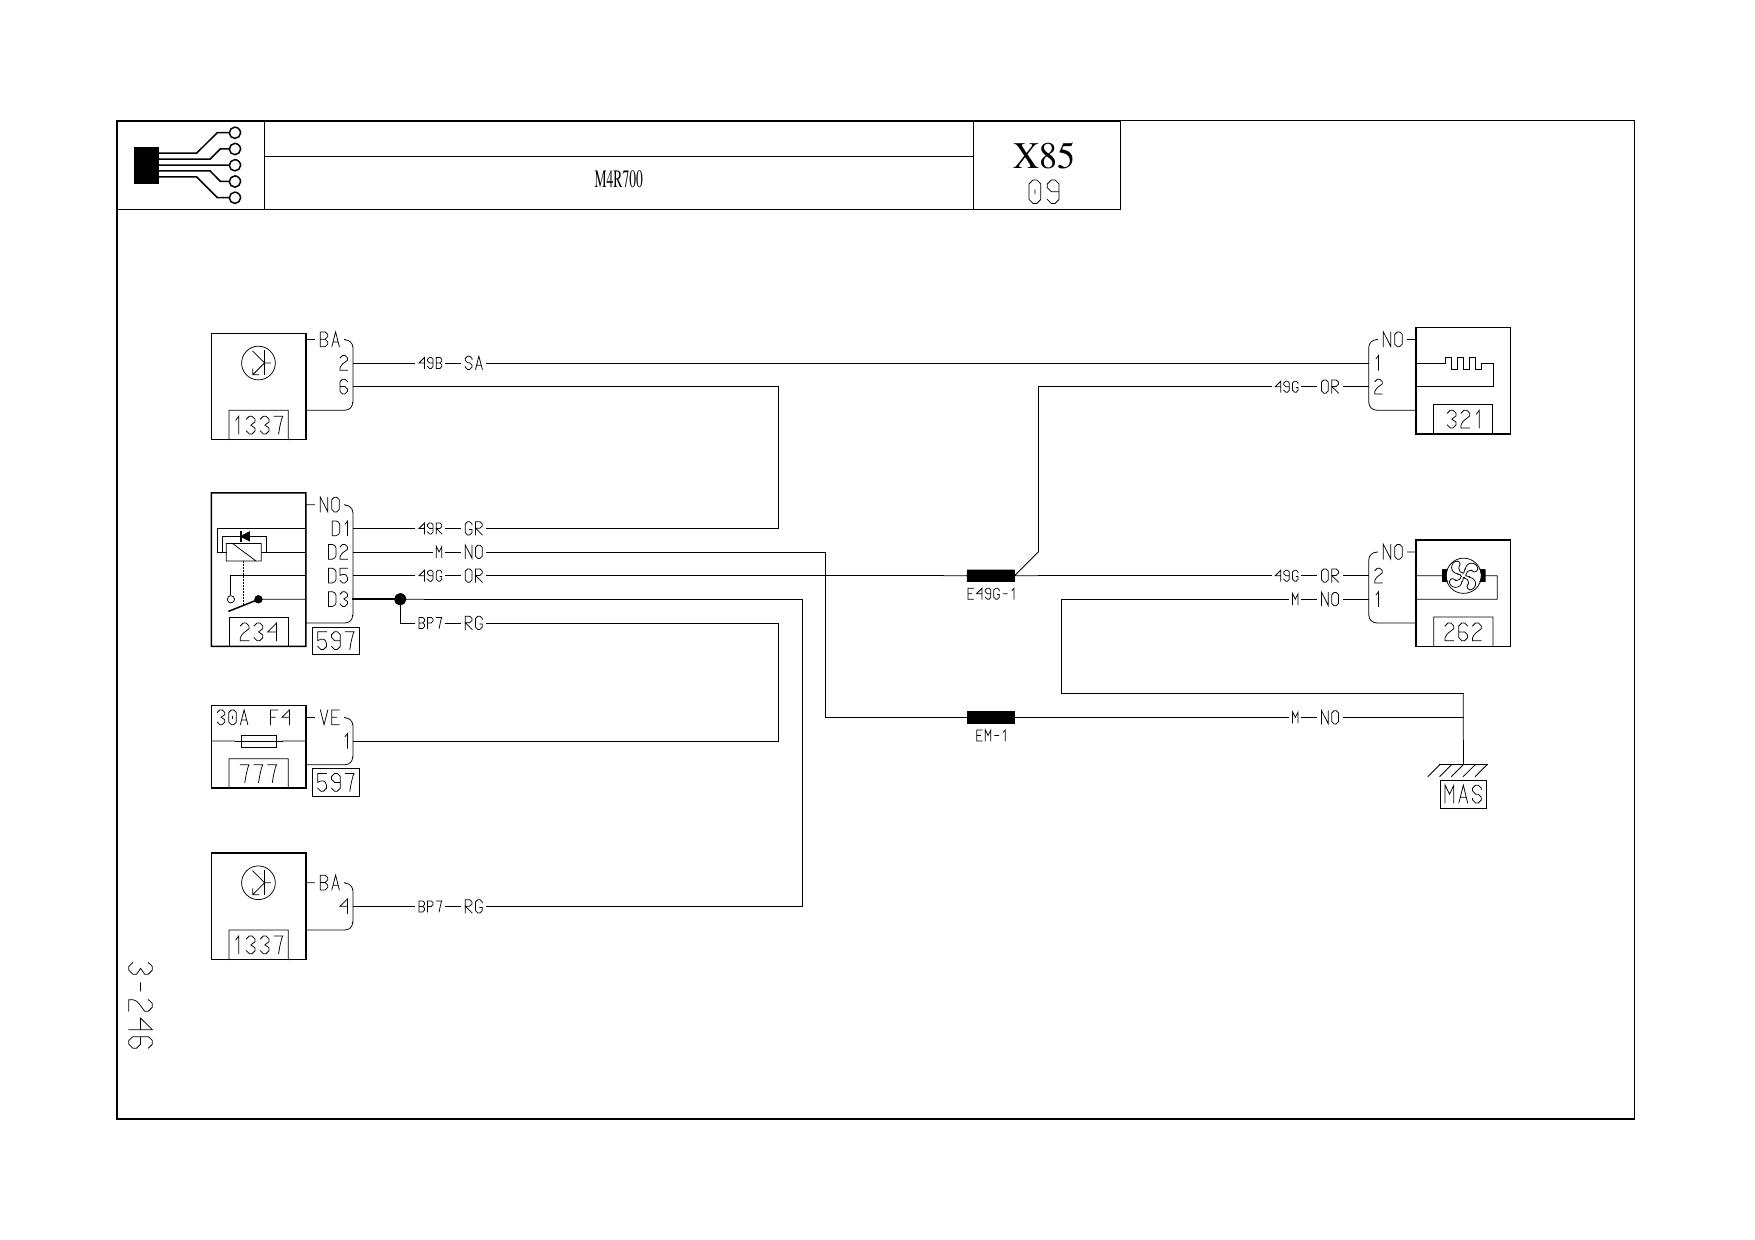 X85
M4R700
09
BA NO
2 49B SA 1
6 49G OR 2
1337 321
NO
D1 49R GR
D2 M NO NO
D5 49G OR E49G-1 49G OR 2
D3 M NO 1
BP7 RG
234 597 262
30A F4 VE M NO
1 EM-1
777 597 MAS
BA
4 BP7 RG
1337
3-246